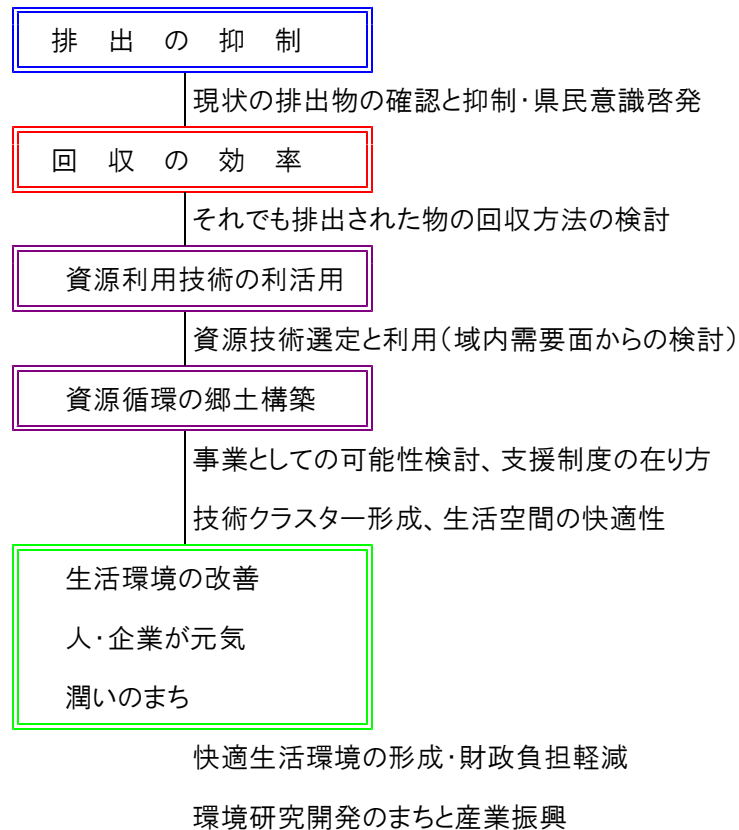 排出の抑制
現状の排出物の確認と抑制・県民意識啓発
回収の効率
それでも排出された物の回収方法の検討
資源利用技術の利活用
資源技術選定と利用（域内需要面からの検討）
資源循環の郷土構築
事業としての可能性検討、支援制度の在り方
技術クラスター形成、生活空間の快適性
生活環境の改善
人・企業が元気
潤いのまち
快適生活環境の形成・財政負担軽減
環境研究開発のまちと産業振興